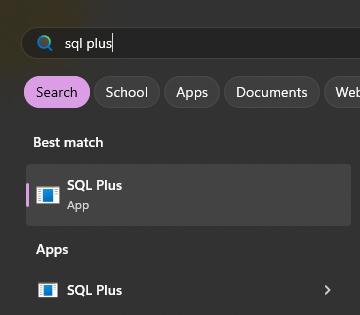 sql plus
Search School Apps Documents Web
Best match
SQL Plus
App
Apps
SQL Plus